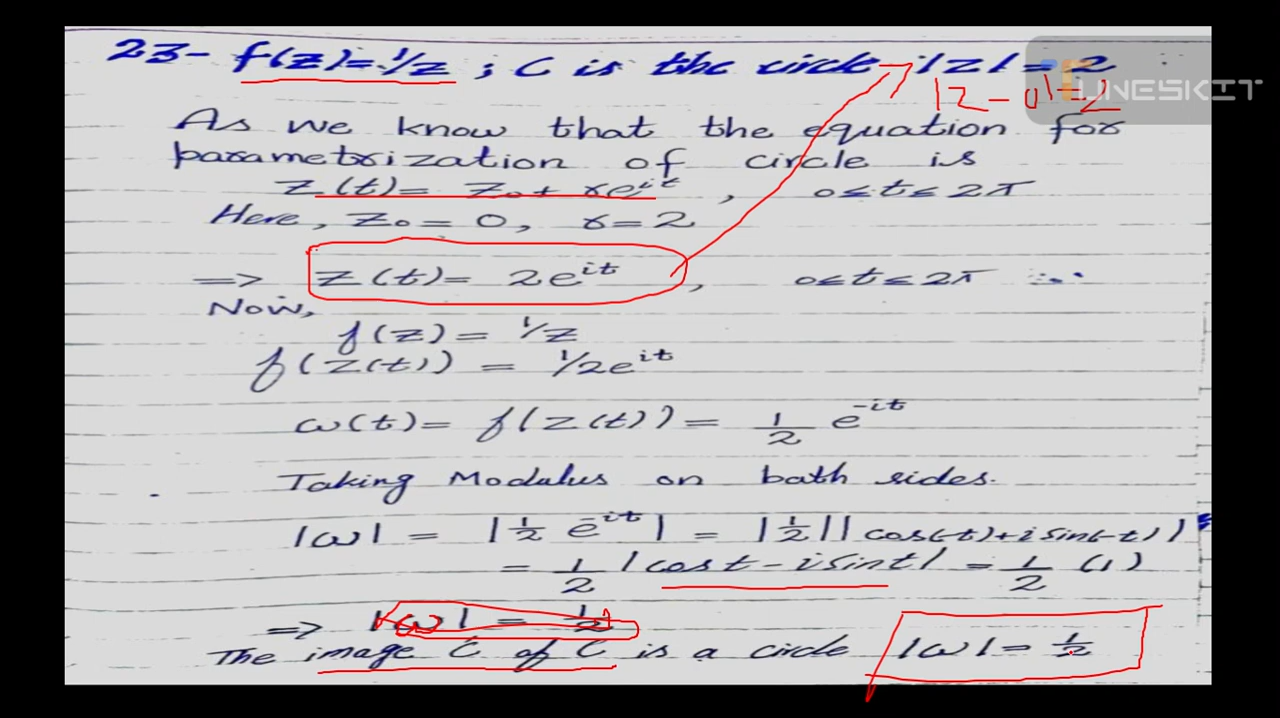 23- f(z)=1/z ; C is the circle |z|=2
|z-0|=2
TUNESKIT
As we know that the equation for
parametrization of circle is
z(t)= z₀+ re^it , 0≤t≤2π
Here, z₀=0, r=2
=> z(t)= 2e^it , 0≤t≤2π
Now,
f(z)= 1/z
f(z(t)) = 1/2e^it
ω(t)= f(z(t))= 1/2 e^-it
Taking Modulus on bath sides.
|ω| = |1/2 e^-it| = |1/2||cos(-t)+i sin(-t)|
= 1/2 |cost-isint| = 1/2 (1)
=> |ω| = 1/2
The image C' of C is a circle |ω|= 1/2